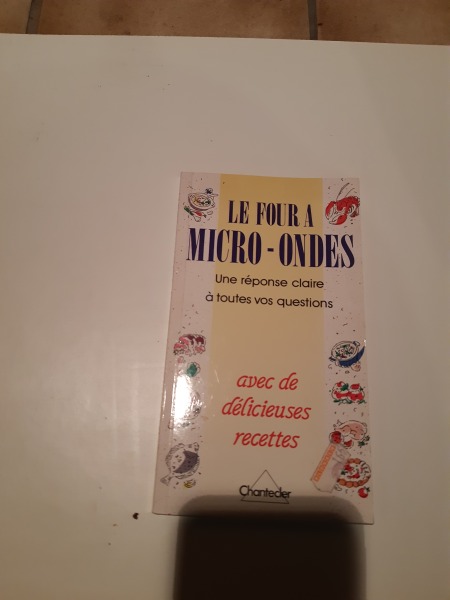 LE FOUR A
MICRO-ONDES
Une réponse claire
à toutes vos questions
avec de
délicieuses
recettes
Chantecler